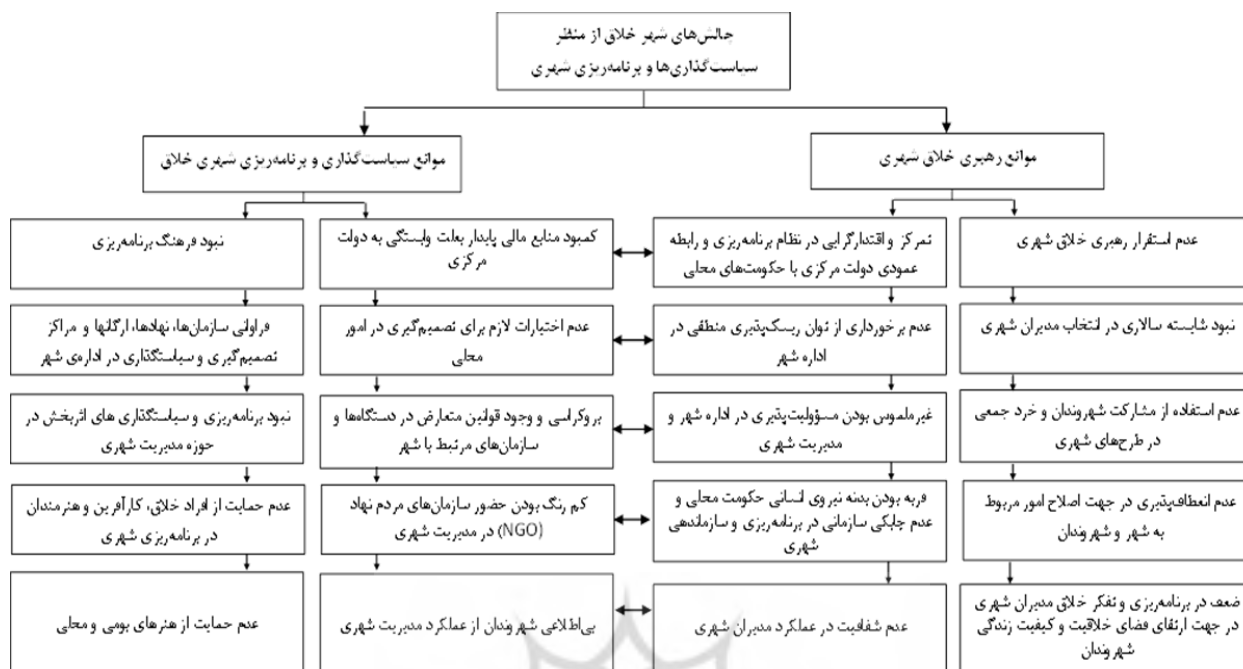 چالش‌های شهر خلاق از منظر
سیاست‌گذاری‌ها و برنامه‌ریزی شهری
موانع رهبری خلاق شهری
موانع سیاست‌گذاری و برنامه‌ریزی شهری خلاق
عدم استقرار رهبری خلاق شهری
تمرکز و اقتدارگرایی در نظام برنامه‌ریزی و رابطه
عمودی دولت مرکزی با حکومت‌های محلی
کمبود منابع مالی پایدار بعلت وابستگی به دولت
مرکزی
نبود فرهنگ برنامه‌ریزی
نبود شایسته سالاری در انتخاب مدیران شهری
عدم برخورداری از توان ریسک‌پذیری منطقی در
اداره شهر
عدم اختیارات لازم برای تصمیم‌گیری در امور
محلی
فراوانی سازمان‌ها، نهادها، ارگانها و مراکز
تصمیم‌گیری و سیاستگذاری در اداره‌ی شهر
عدم استفاده از مشارکت شهروندان و خرد جمعی
در طرح‌های شهری
غیرملموس بودن مسؤولیت‌پذیری در اداره شهر و
مدیریت شهری
بروکراسی و وجود قوانین متعارض در دستگاه‌ها و
سازمان‌های مرتبط با شهر
نبود برنامه‌ریزی و سیاستگذاری های اثربخش در
حوزه مدیریت شهری
عدم انعطاف‌پذیری در جهت اصلاح امور مربوط
به شهر و شهروندان
فربه بودن بدنه نیروی انسانی حکومت محلی و
عدم چابکی سازمانی در برنامه‌ریزی و سازماندهی
شهری
کم رنگ بودن حضور سازمان‌های مردم نهاد
(NGO) در مدیریت شهری
عدم حمایت از افراد خلاق، کارآفرین و هنرمندان
در برنامه‌ریزی شهری
ضعف در برنامه‌ریزی و تفکر خلاق مدیران شهری
در جهت ارتقای فضای خلاقیت و کیفیت زندگی
شهروندان
عدم شفافیت در عملکرد مدیران شهری
بی‌اطلاعی شهروندان از عملکرد مدیریت شهری
عدم حمایت از هنرهای بومی و محلی